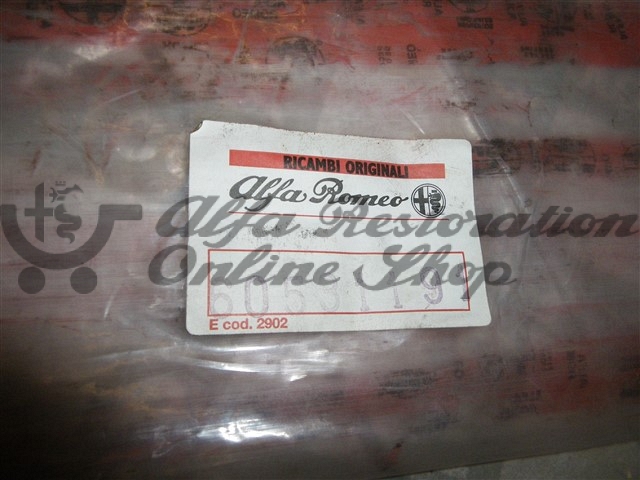 RICAMBI ORIGINALI
Alfa Romeo
Alfa Restoration
Online Shop
E cod. 2902